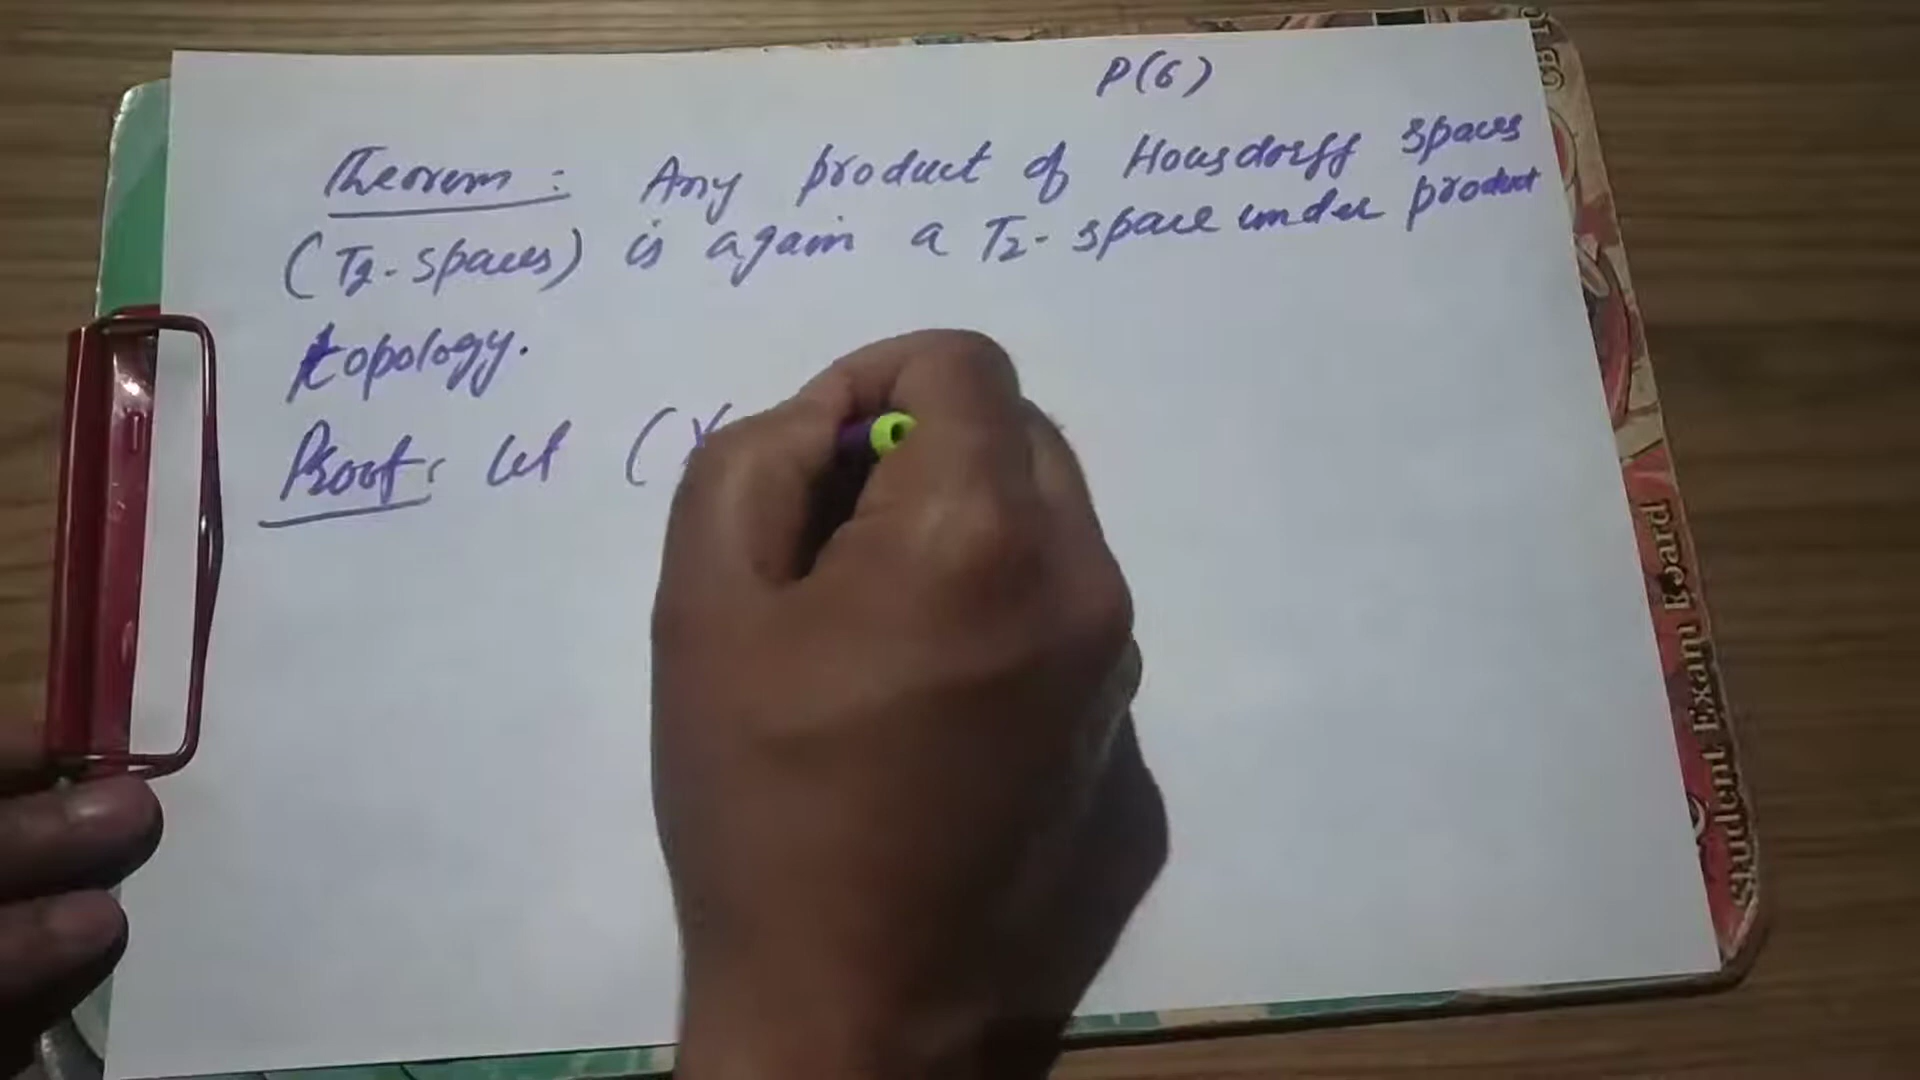 P(6)
Theorem: Any product of Housdorff spaces
(T2-spaces) is again a T2-space under product
topology.
Proof: let (X
Student Exam Board